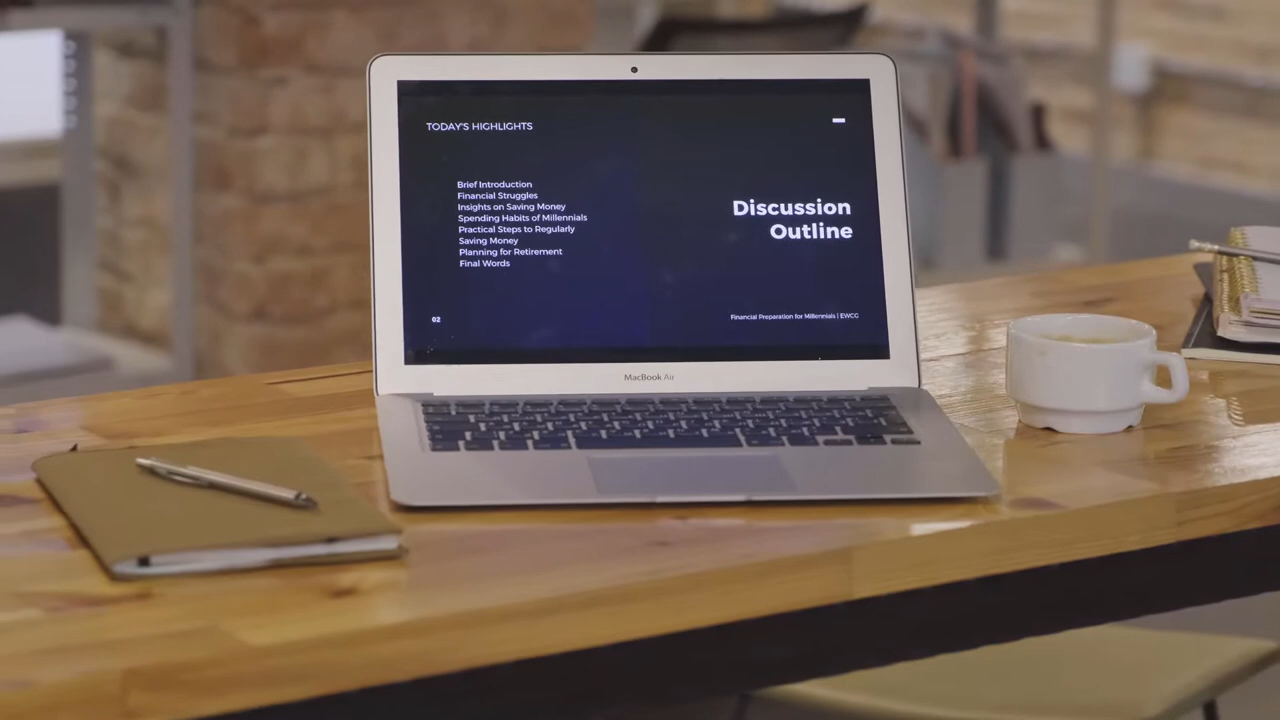 TODAY'S HIGHLIGHTS
Brief Introduction
Financial Struggles
Insights on Saving Money
Spending Habits of Millennials
Practical Steps to Regularly
Saving Money
Planning for Retirement
Final Words
Discussion
Outline
02
Financial Preparation for Millennials | EWCG
MacBook Air